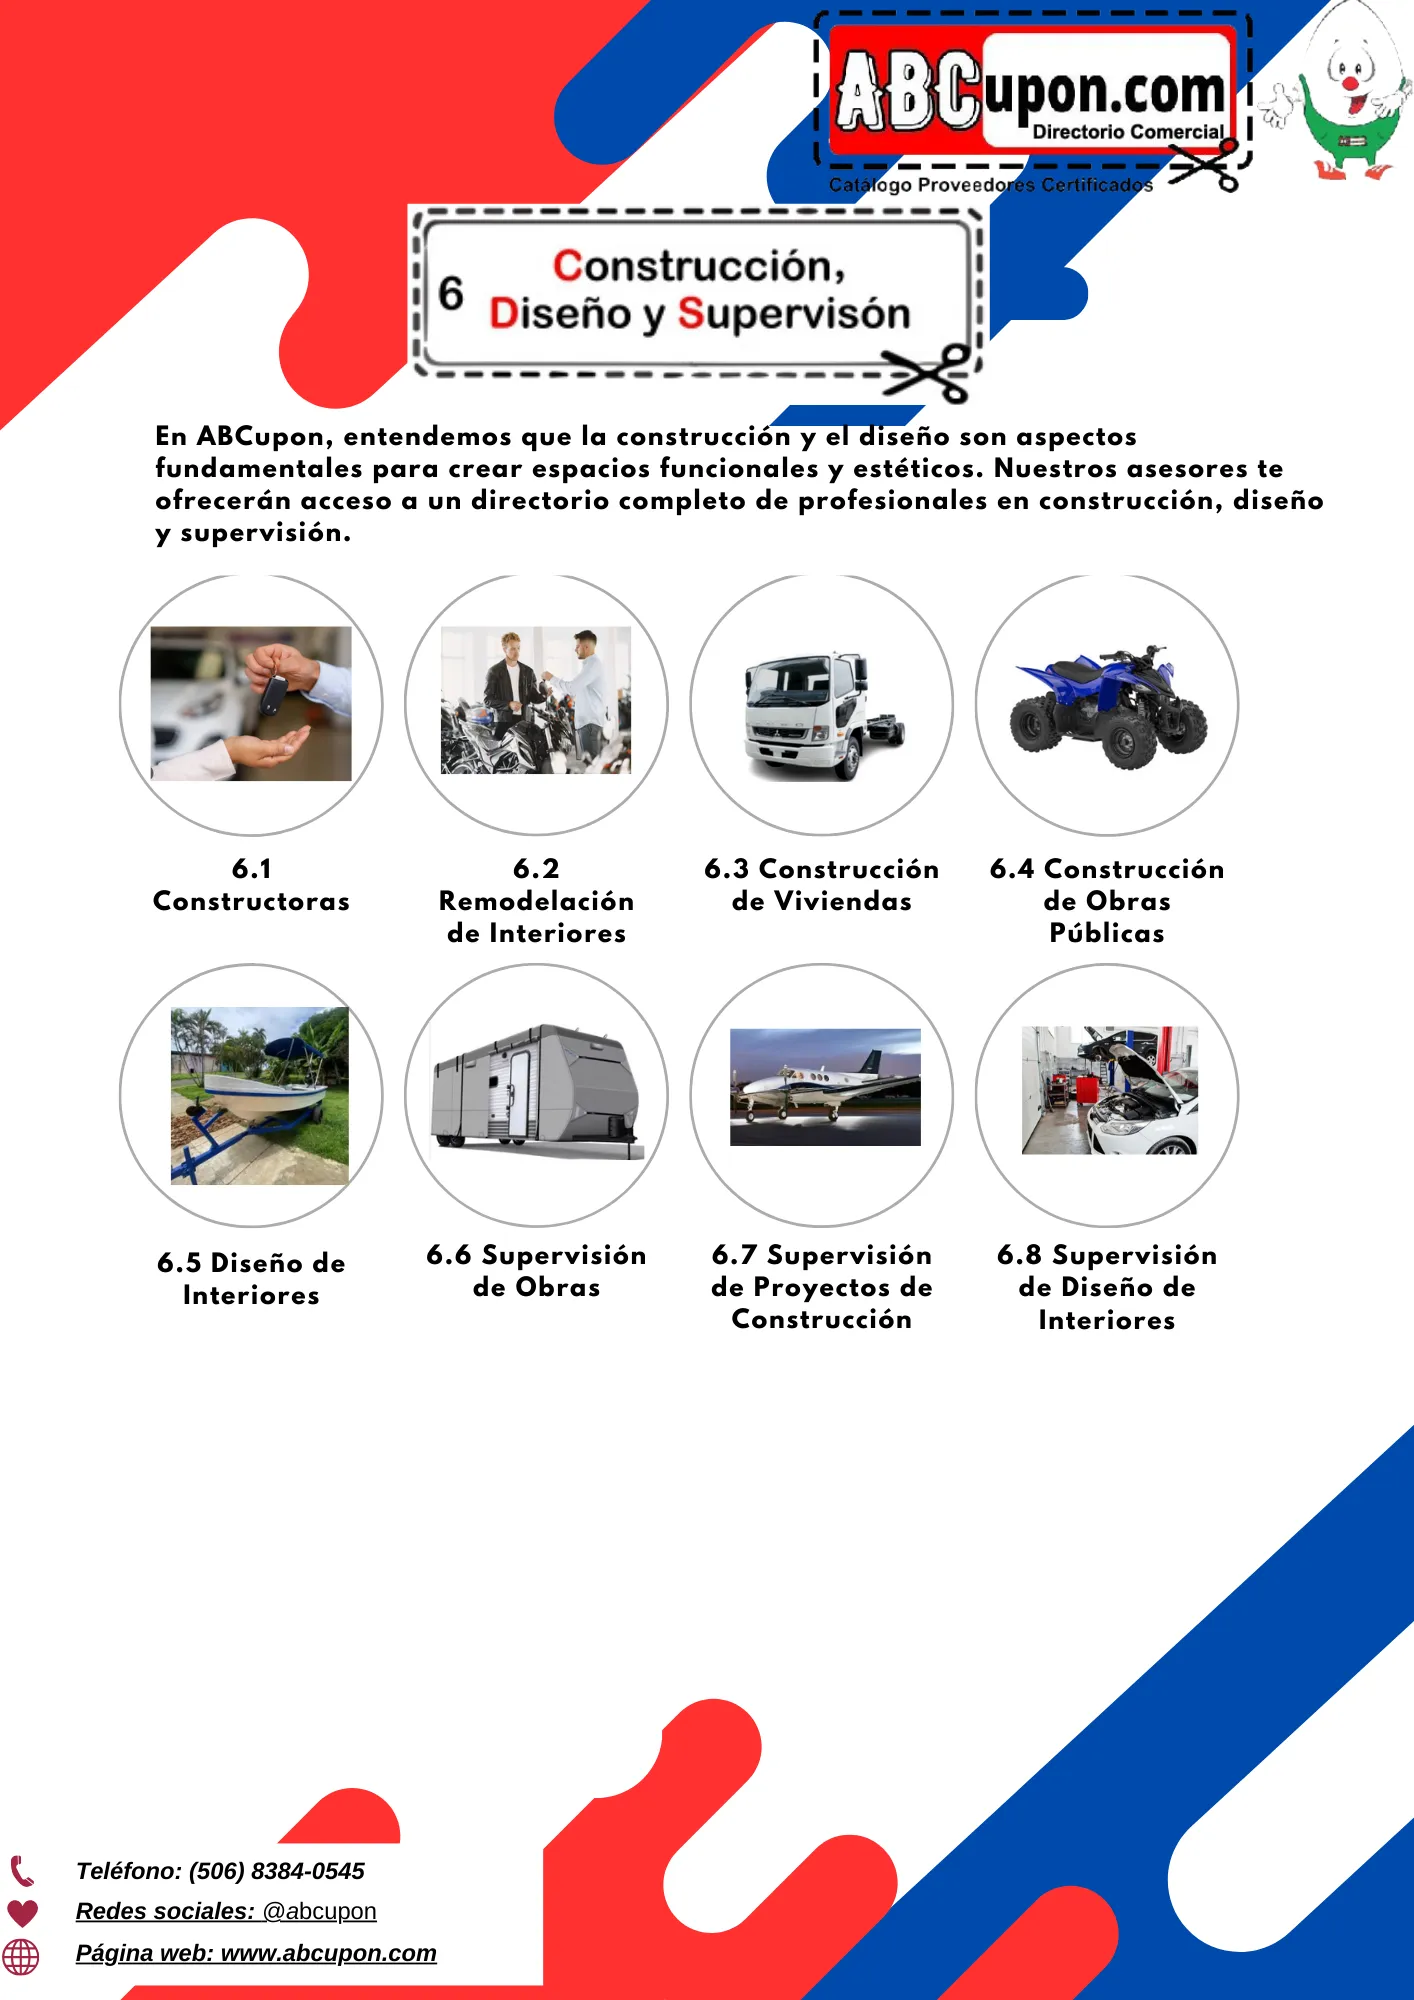 ABCupon.com
Directorio Comercial
Catálogo Proveedores Certificados
6
Construcción,
Diseño y Supervisón
En ABCupon, entendemos que la construcción y el diseño son aspectos
fundamentales para crear espacios funcionales y estéticos. Nuestros asesores te
ofrecerán acceso a un directorio completo de profesionales en construcción, diseño
y supervisión.
6.1
Constructoras
6.2
Remodelación
de Interiores
6.3 Construcción
de Viviendas
6.4 Construcción
de Obras
Públicas
6.5 Diseño de
Interiores
6.6 Supervisión
de Obras
6.7 Supervisión
de Proyectos de
Construcción
6.8 Supervisión
de Diseño de
Interiores
Teléfono: (506) 8384-0545
Redes sociales: @abcupon
Página web: www.abcupon.com